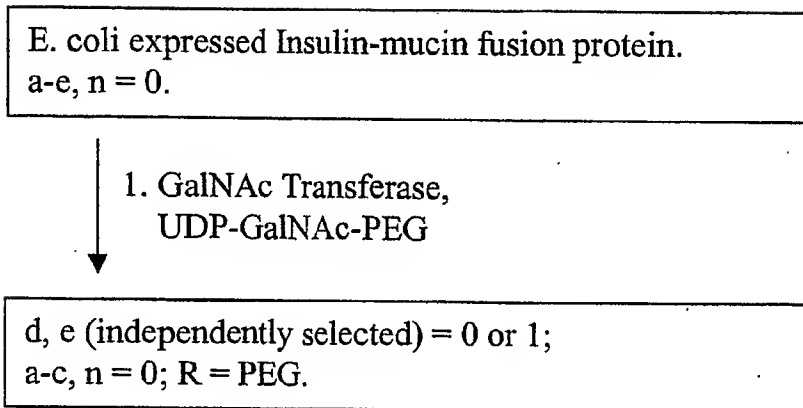 E. coli expressed Insulin-mucin fusion protein.
a-e, n = 0.
1. GalNAc Transferase,
UDP-GalNAc-PEG
d, e (independently selected) = 0 or 1;
a-c, n = 0; R = PEG.